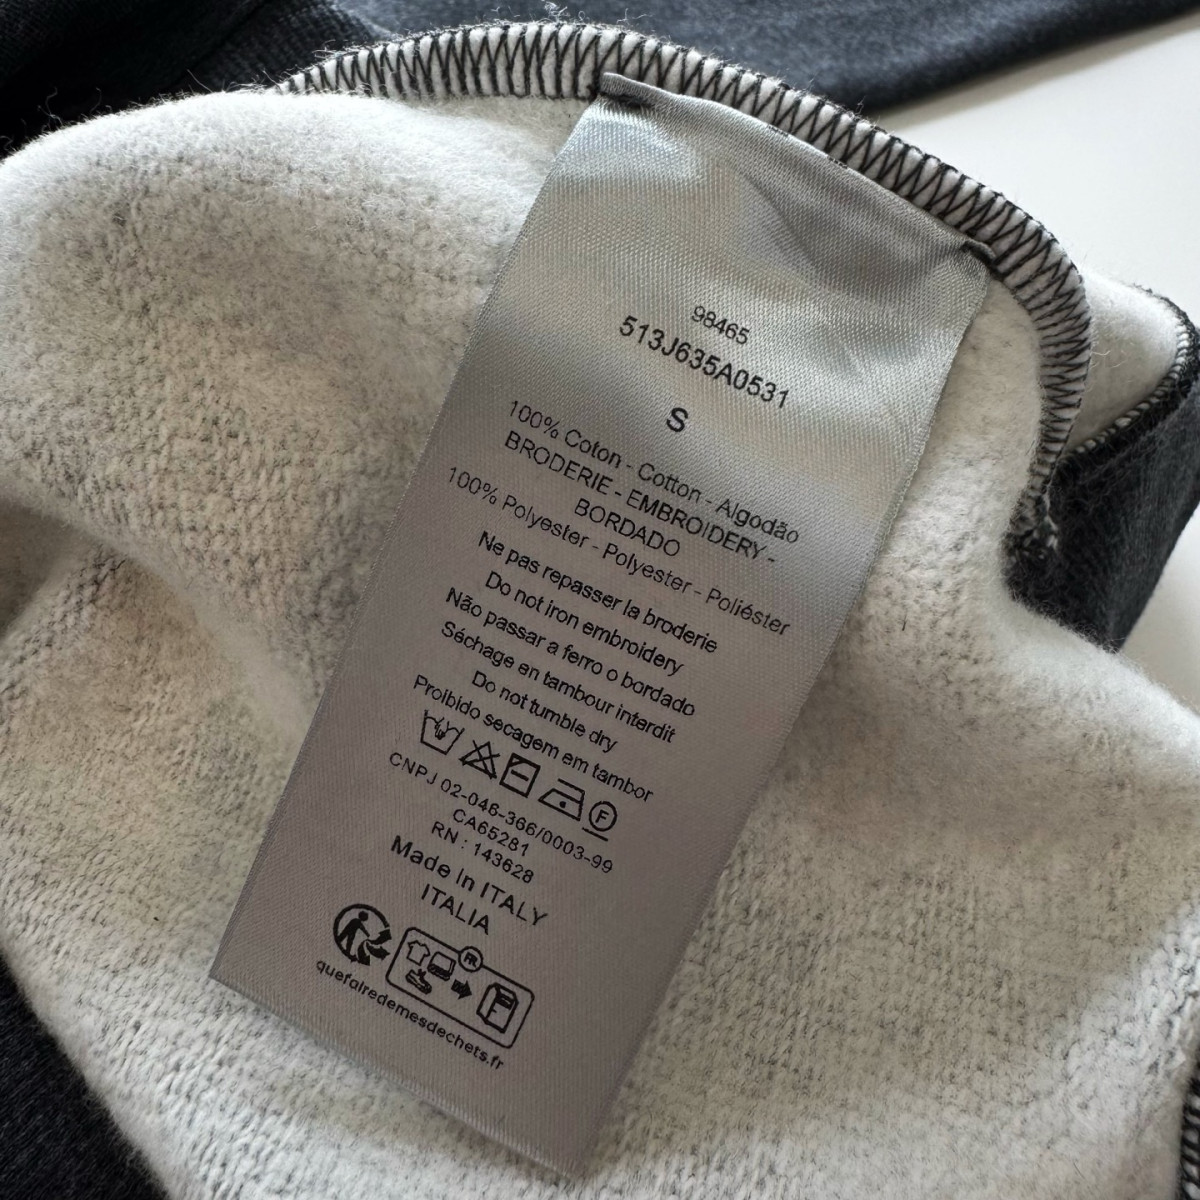 98465
513J635A0531
S
100% Coton - Cotton - Algodão
BRODERIE - EMBROIDERY -
BORDADO
100% Polyester - Polyester - Poliéster
Ne pas repasser la broderie
Do not iron embroidery
Não passar a ferro o bordado
Séchage en tambour interdit
Do not tumble dry
Proibido secagem em tambor
F
CNPJ 02-046-366/0003-99
CA65281
RN : 143628
Made In ITALY
ITALIA
FR
F
quefairedemesdechets.fr